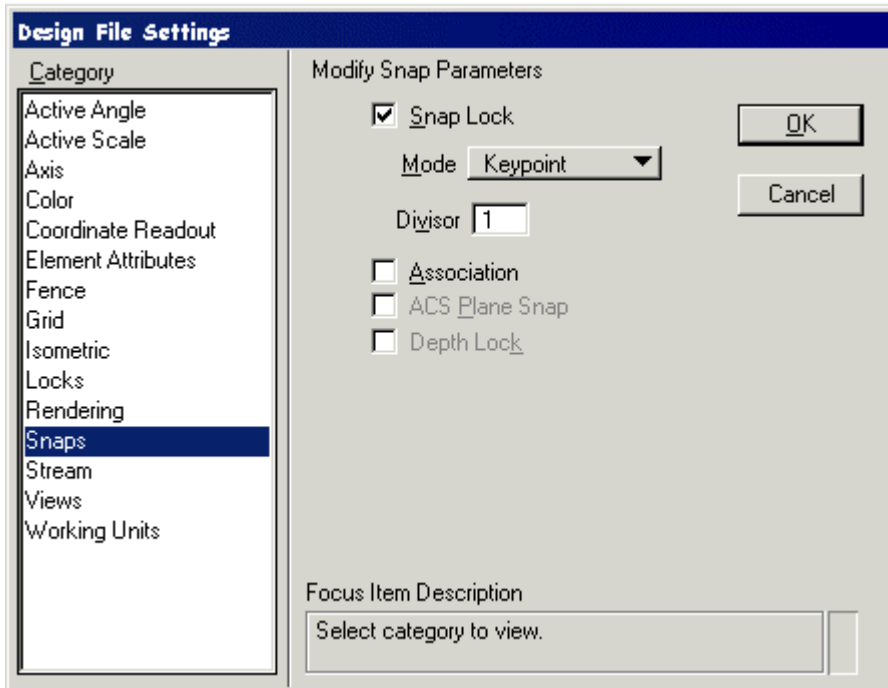 Design File Settings
Category
Active Angle
Active Scale
Axis
Color
Coordinate Readout
Element Attributes
Fence
Grid
Isometric
Locks
Rendering
Snaps
Stream
Views
Working Units
Modify Snap Parameters
Snap Lock
Mode Keypoint
Divisor 1
Association
ACS Plane Snap
Depth Lock
OK
Cancel
Focus Item Description
Select category to view.